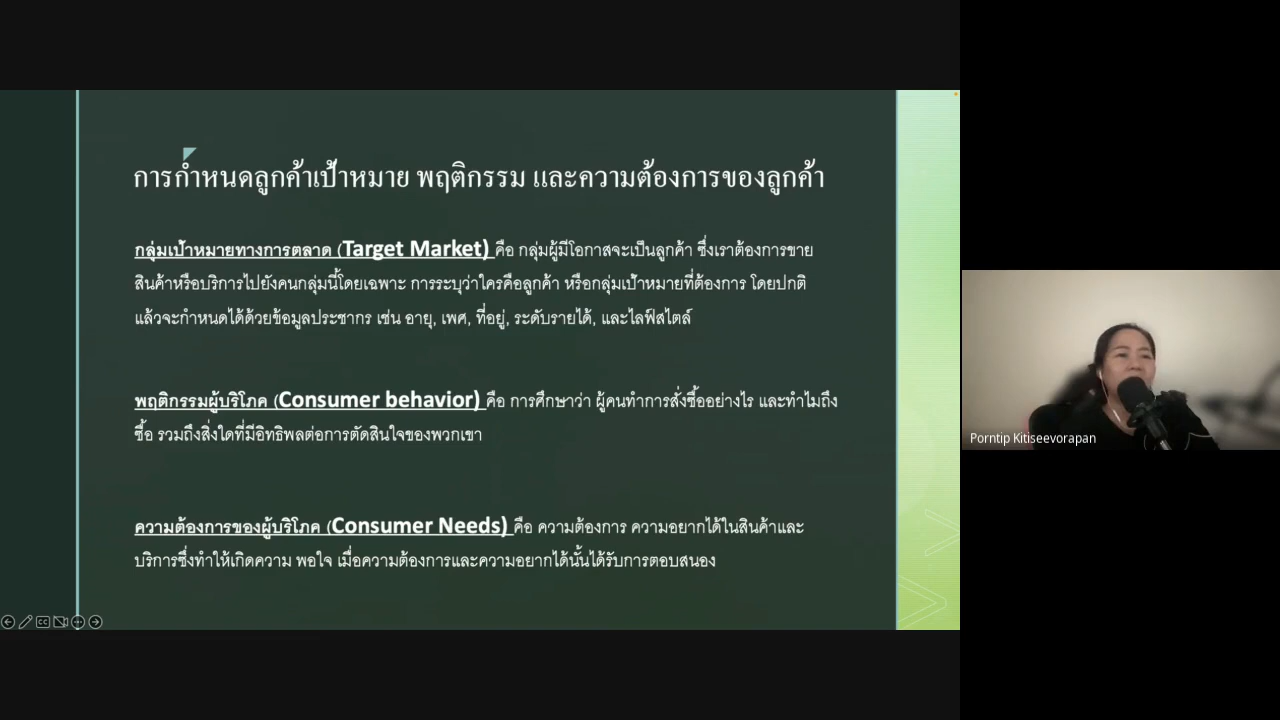 การกำหนดลูกค้าเป้าหมาย พฤติกรรม และความต้องการของลูกค้า
กลุ่มเป้าหมายทางการตลาด (Target Market) คือ กลุ่มผู้มีโอกาสจะเป็นลูกค้า ซึ่งเราต้องการขาย
สินค้าหรือบริการไปยังคนกลุ่มนี้โดยเฉพาะ การระบุว่าใครคือลูกค้า หรือกลุ่มเป้าหมายที่ต้องการ โดยปกติ
แล้วจะกำหนดได้ด้วยข้อมูลประชากร เช่น อายุ, เพศ, ที่อยู่, ระดับรายได้, และไลฟ์สไตล์
พฤติกรรมผู้บริโภค (Consumer behavior) คือ การศึกษาว่า ผู้คนทำการสั่งซื้ออย่างไร และทำไมถึง
ซื้อ รวมถึงสิ่งใดที่มีอิทธิพลต่อการตัดสินใจของพวกเขา
ความต้องการของผู้บริโภค (Consumer Needs) คือ ความต้องการ ความอยากได้ในสินค้าและ
บริการซึ่งทำให้เกิดความ พอใจ เมื่อความต้องการและความอยากได้นั้นได้รับการตอบสนอง
Porntip Kitiseevorapan